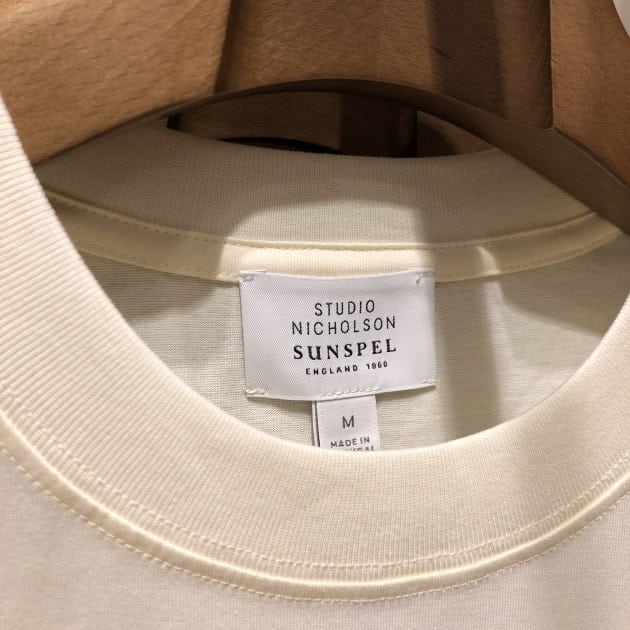 STUDIO
NICHOLSON
SUNSPEL
ENGLAND 1860
M
MADE IN